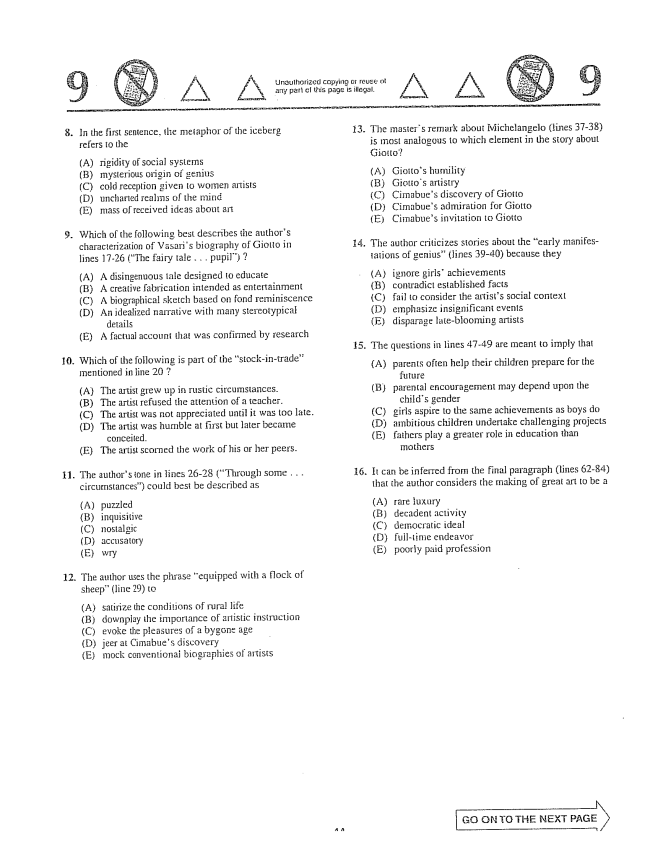 9
Unauthorized copying or reuse of
any part of this page is illegal.
9
8. In the first sentence, the metaphor of the iceberg
refers to the
(A) rigidity of social systems
(B) mysterious origin of genius
(C) cold reception given to women artists
(D) uncharted realms of the mind
(E) mass of received ideas about art
9. Which of the following best describes the author's
characterization of Vasari's biography of Giotto in
lines 17-26 ("The fairy tale . . . pupil") ?
(A) A disingenuous tale designed to educate
(B) A creative fabrication intended as entertainment
(C) A biographical sketch based on fond reminiscence
(D) An idealized narrative with many stereotypical
details
(E) A factual account that was confirmed by research
10. Which of the following is part of the "stock-in-trade"
mentioned in line 20 ?
(A) The artist grew up in rustic circumstances.
(B) The artist refused the attention of a teacher.
(C) The artist was not appreciated until it was too late.
(D) The artist was humble at first but later became
conceited.
(E) The artist scorned the work of his or her peers.
11. The author's tone in lines 26-28 ("Through some . . .
circumstances") could best be described as
(A) puzzled
(B) inquisitive
(C) nostalgic
(D) accusatory
(E) wry
12. The author uses the phrase "equipped with a flock of
sheep" (line 29) to
(A) satirize the conditions of rural life
(B) downplay the importance of artistic instruction
(C) evoke the pleasures of a bygone age
(D) jeer at Cimabue's discovery
(E) mock conventional biographies of artists
13. The master's remark about Michelangelo (lines 37-38)
is most analogous to which element in the story about
Giotto?
(A) Giotto's humility
(B) Giotto's artistry
(C) Cimabue's discovery of Giotto
(D) Cimabue's admiration for Giotto
(E) Cimabue's invitation to Giotto
14. The author criticizes stories about the "early manifes-
tations of genius" (lines 39-40) because they
(A) ignore girls' achievements
(B) contradict established facts
(C) fail to consider the artist's social context
(D) emphasize insignificant events
(E) disparage late-blooming artists
15. The questions in lines 47-49 are meant to imply that
(A) parents often help their children prepare for the
future
(B) parental encouragement may depend upon the
child's gender
(C) girls aspire to the same achievements as boys do
(D) ambitious children undertake challenging projects
(E) fathers play a greater role in education than
mothers
16. It can be inferred from the final paragraph (lines 62-84)
that the author considers the making of great art to be a
(A) rare luxury
(B) decadent activity
(C) democratic ideal
(D) full-time endeavor
(E) poorly paid profession
GO ON TO THE NEXT PAGE